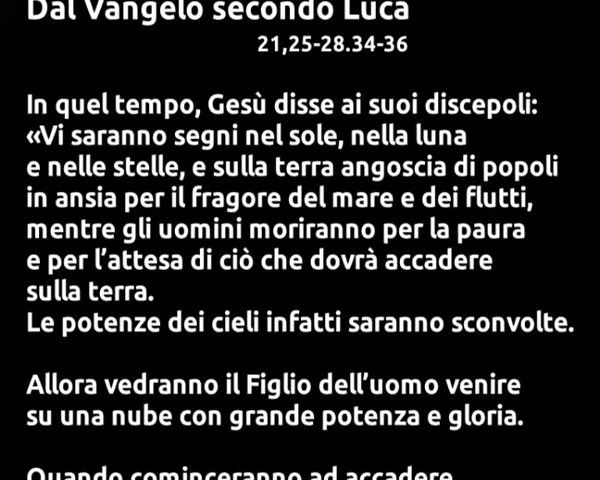 Dal Vangelo secondo Luca
21,25-28.34-36
In quel tempo, Gesù disse ai suoi discepoli:
«Vi saranno segni nel sole, nella luna
e nelle stelle, e sulla terra angoscia di popoli
in ansia per il fragore del mare e dei flutti,
mentre gli uomini moriranno per la paura
e per l’attesa di ciò che dovrà accadere
sulla terra.
Le potenze dei cieli infatti saranno sconvolte.
Allora vedranno il Figlio dell’uomo venire
su una nube con grande potenza e gloria.
Quando cominceranno ad accadere